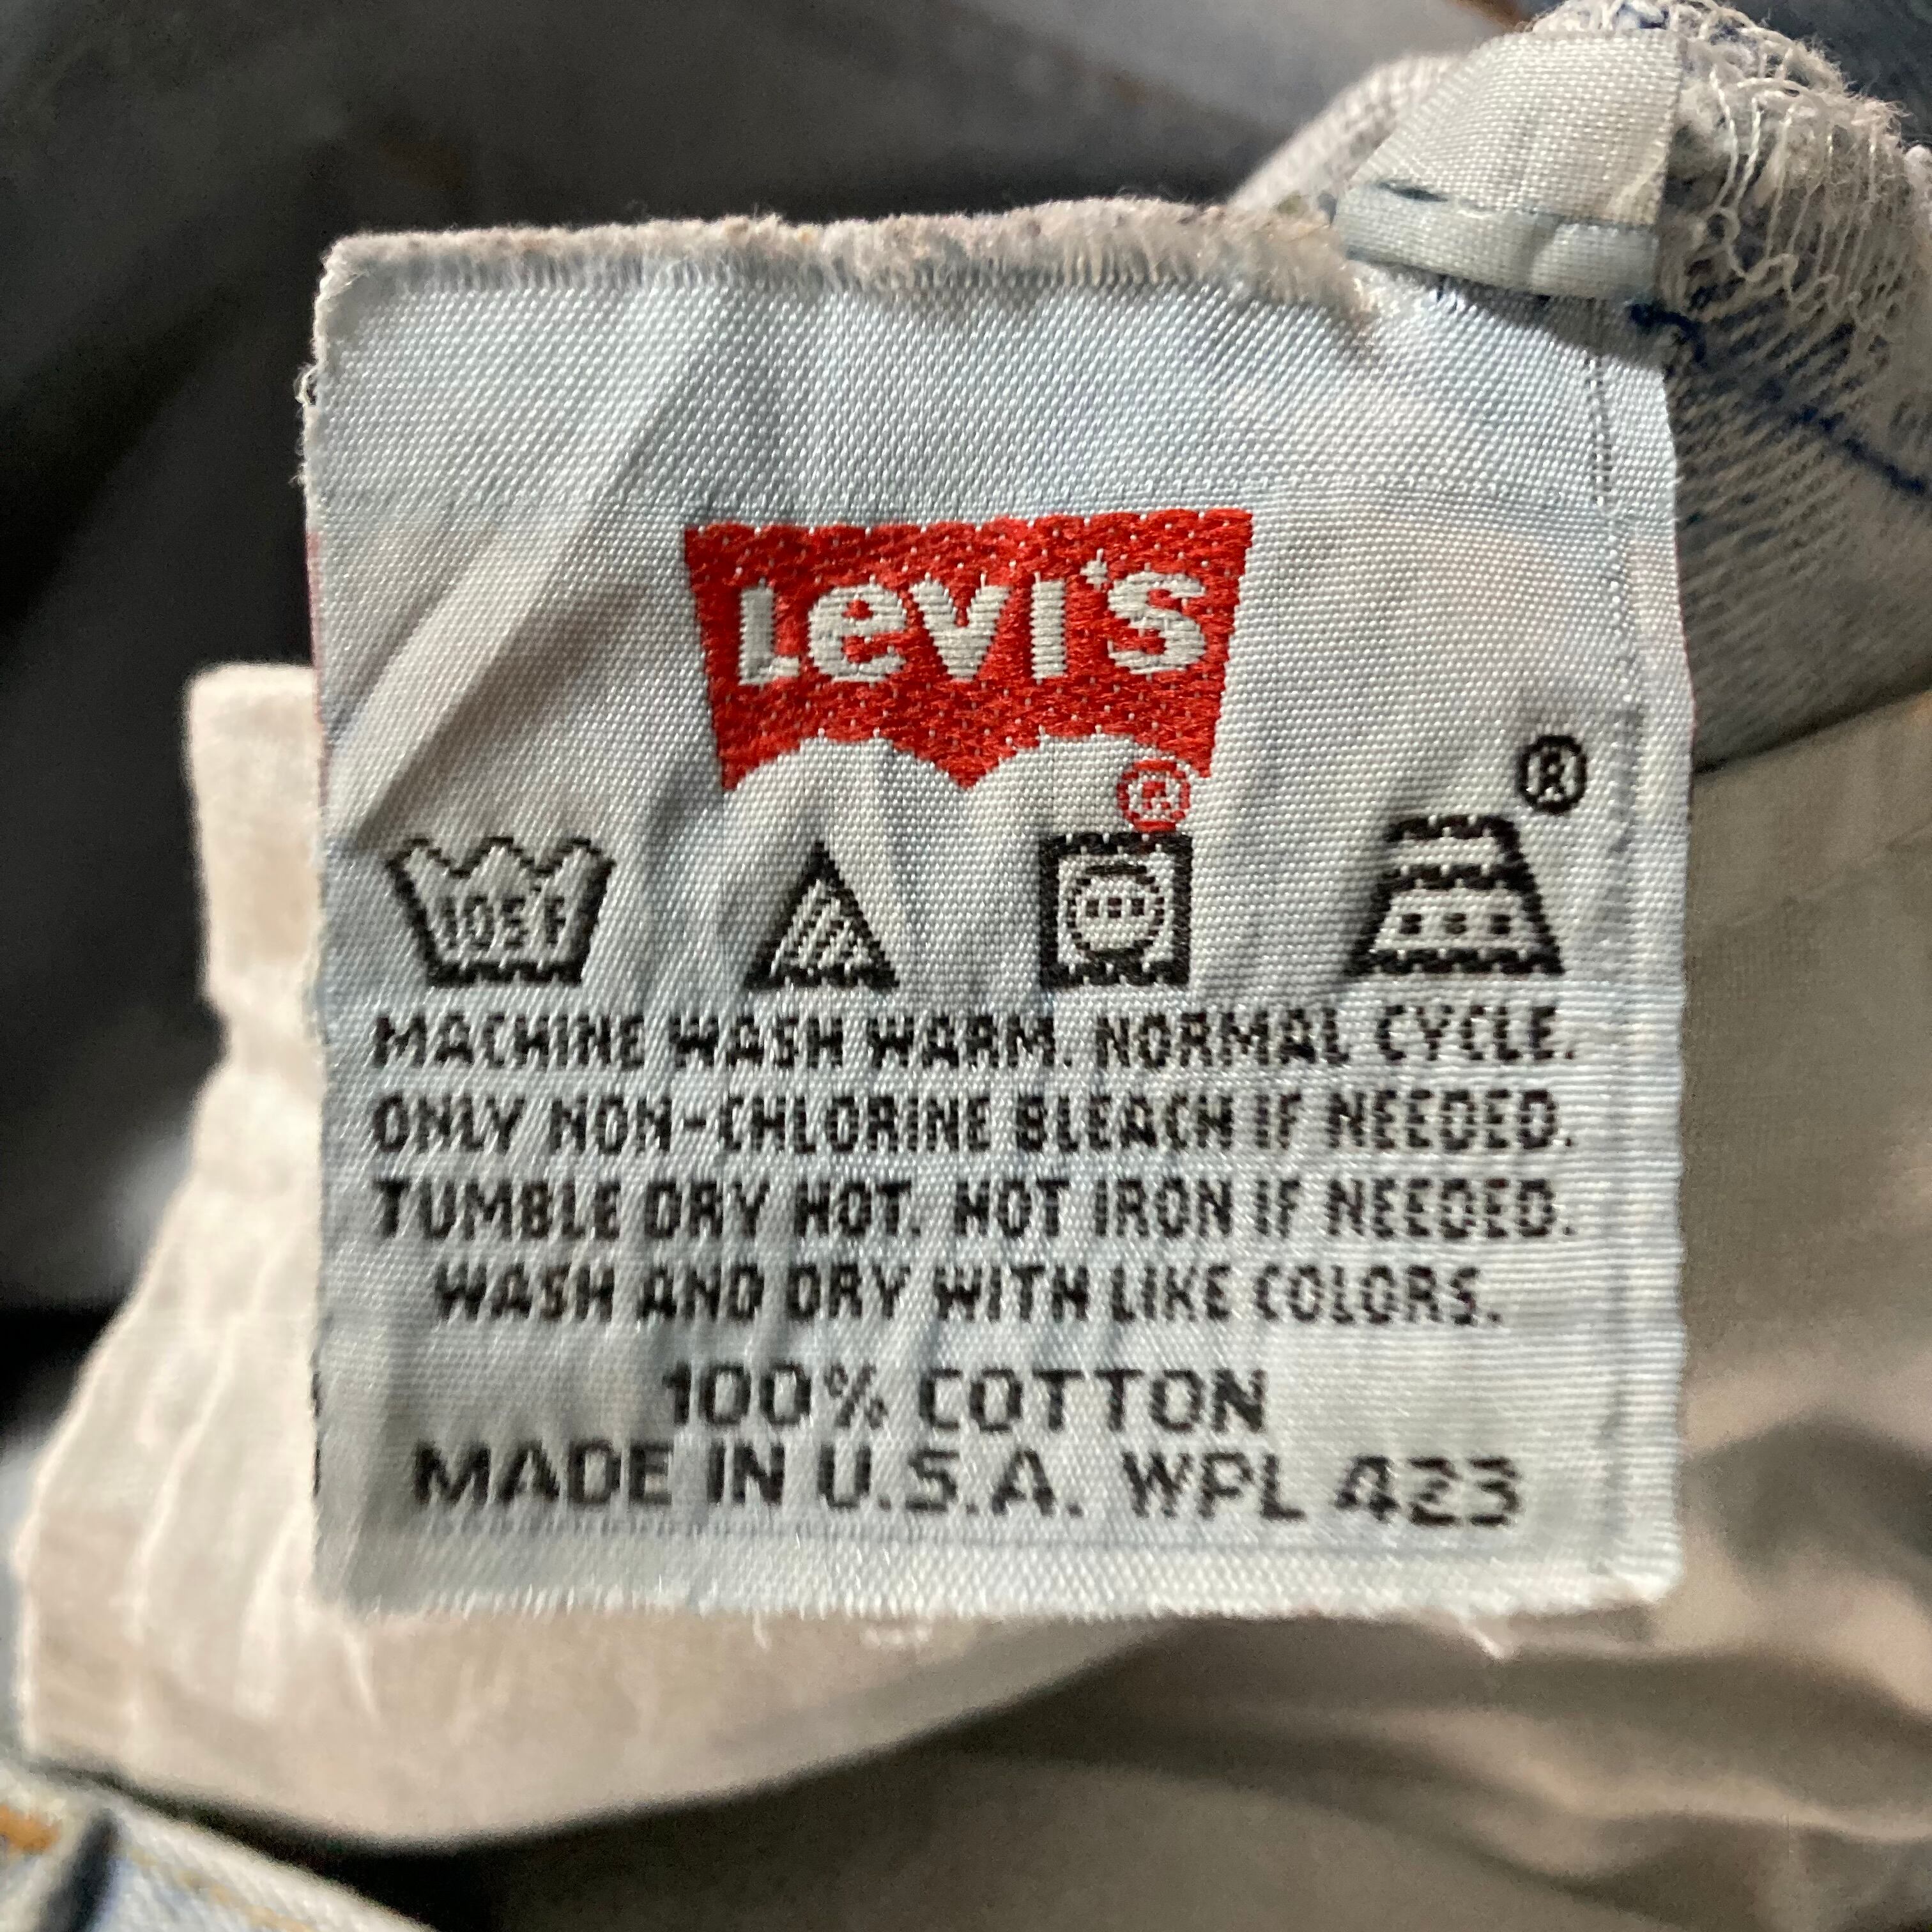 Levi's
®
®
105°F
MACHINE WASH WARM. NORMAL CYCLE.
ONLY NON-CHLORINE BLEACH IF NEEDED.
TUMBLE DRY HOT. HOT IRON IF NEEDED.
WASH AND DRY WITH LIKE COLORS.
100% COTTON
MADE IN U.S.A. WPL 423